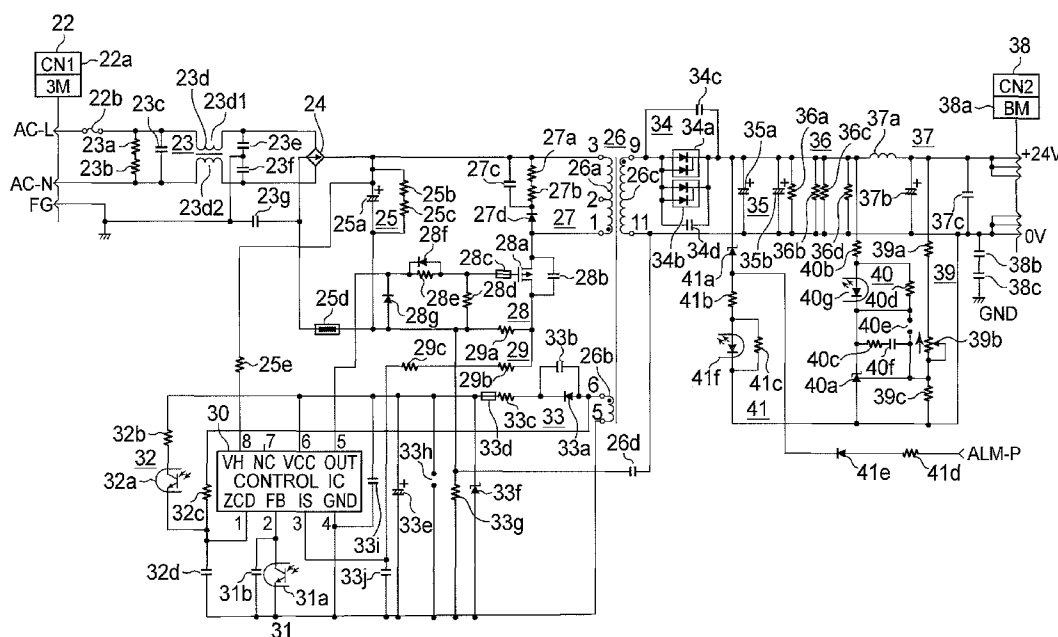 22
CN1
3M
22a
22b
23c
23d
23d1
24
AC-L
23a
23b
23
23e
23f
AC-N
FG
23g
23d2
25a
25
25b
25c
25d
25e
27a
27c
27b
27d
27
28f
28a
28c
28b
28e
28d
28g
28
29a
29
29c
29b
3
26
9
26a
2
26c
1
11
34c
34
34a
34b
34d
35a
36a
36
36c
35
35b
36b
36d
37a
37
37b
37c
38
CN2
BM
38a
+24V
0V
38b
38c
GND
39a
39
39b
39c
40b
40
40g
40d
40e
40c
40f
40a
41a
41b
41f
41c
41
41e
41d
ALM-P
33b
26b
6
5
33
33c
33d
33a
26d
32b
30
32
32a
32c
32d
8 7 6 5
VH NC VCC OUT
CONTROL IC
ZCD FB IS GND
1 2 3 4
31b
31a
31
33i
33j
33h
33e
33f
33g